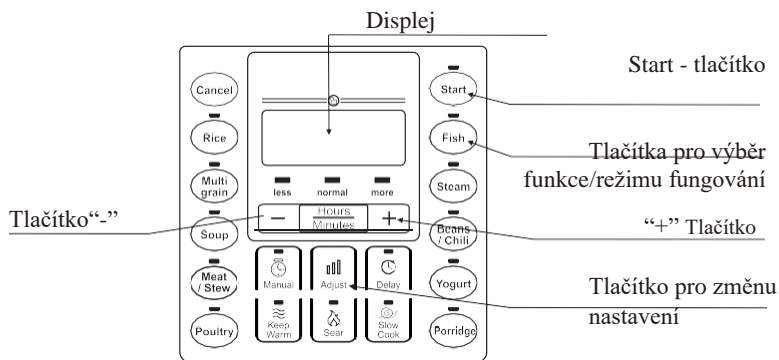 Displej
Start - tlačítko
Cancel
Start
Rice
Fish
Tlačítka pro výběr
funkce/režimu fungování
Multi
grain
less
normal
more
Steam
Tlačítko“-”
Soup
−
Hours
Minutes
+
Beans
/ Chili
“+” Tlačítko
Meat
/ Stew
Manual
Adjust
Delay
Yogurt
Tlačítko pro změnu
nastavení
Poultry
Keep
Warm
Sear
Slow
Cook
Porridge